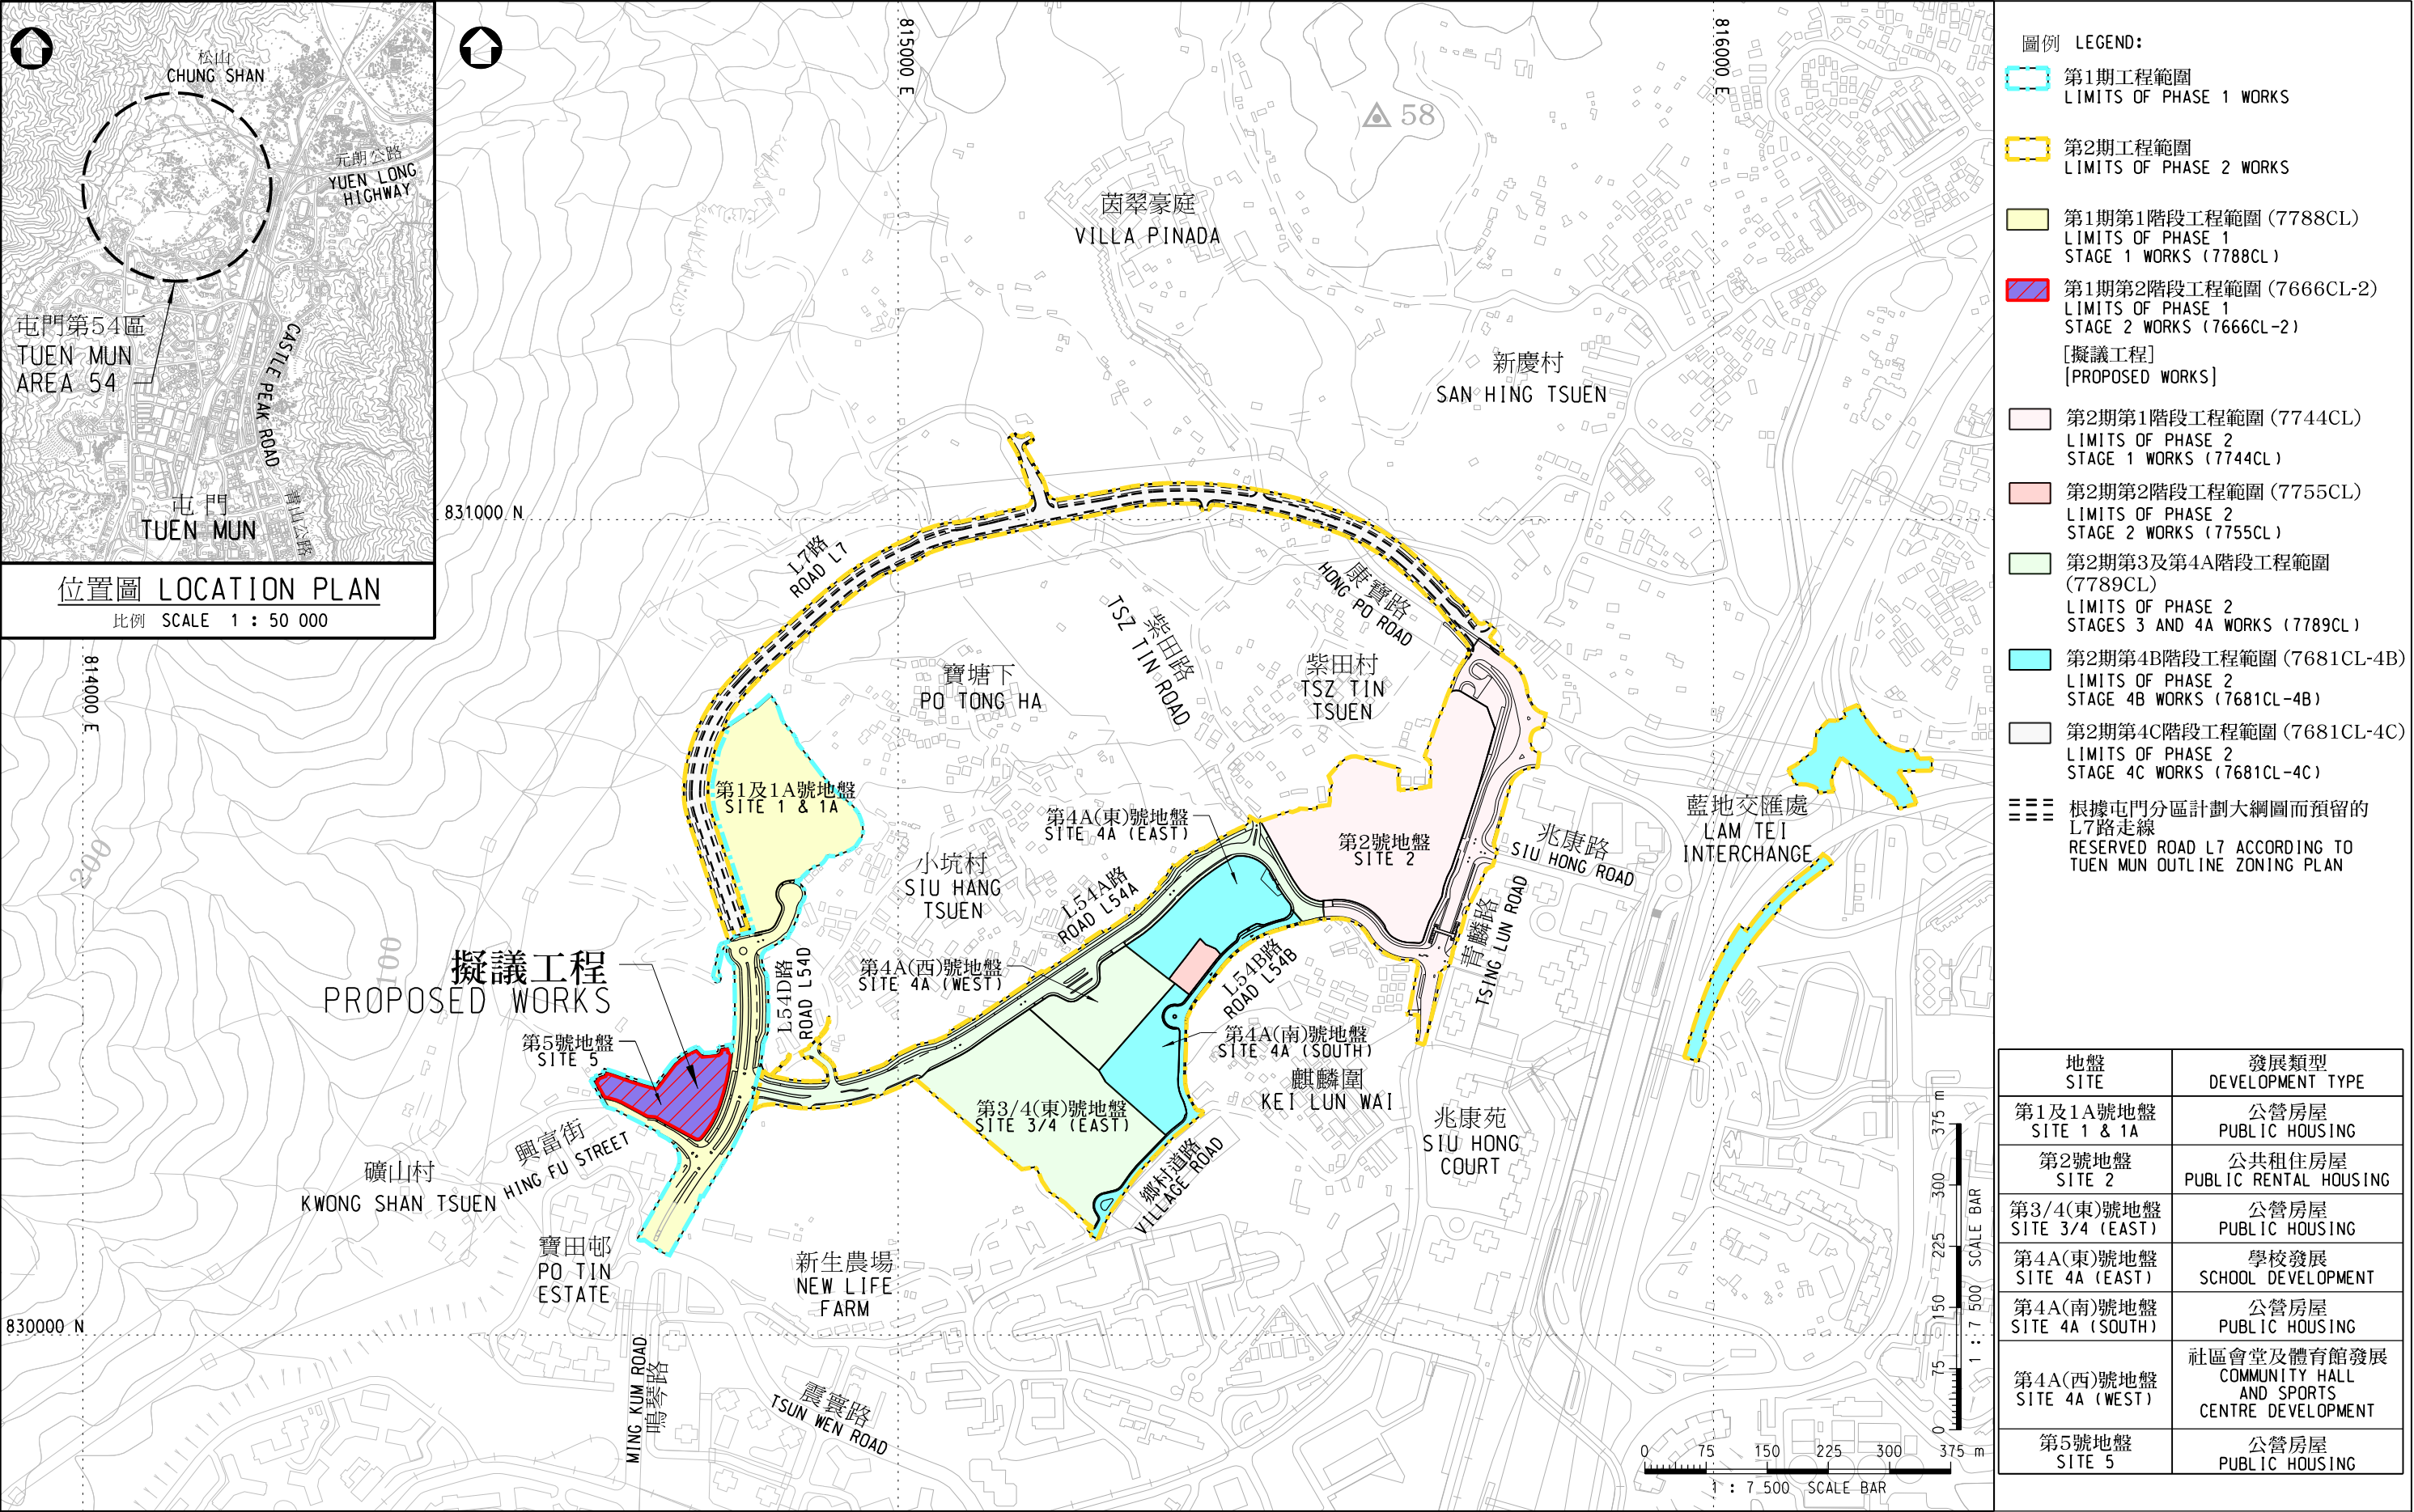 松山
CHUNG SHAN
元朗公路
YUEN LONG
HIGHWAY
屯門第54區
TUEN MUN
AREA 54
CASTLE PEAK ROAD
青山公路
屯門
TUEN MUN
位置圖 LOCATION PLAN
比例 SCALE 1 : 50 000
815000 E
816000 E
814000 E
831000 N
830000 N
58
200
100
茵翠豪庭
VILLA PINADA
新慶村
SAN HING TSUEN
L7路
ROAD L7
康寶路
HONG PO ROAD
紫田路
TSZ TIN ROAD
紫田村
TSZ TIN
TSUEN
寶塘下
PO TONG HA
第1及1A號地盤
SITE 1 & 1A
第4A(東)號地盤
SITE 4A (EAST)
第2號地盤
SITE 2
兆康路
SIU HONG ROAD
藍地交匯處
LAM TEI
INTERCHANGE
小坑村
SIU HANG
TSUEN
L54A路
ROAD L54A
青麟路
TSING LUN ROAD
擬議工程
PROPOSED WORKS
L54D路
ROAD L54D
第4A(西)號地盤
SITE 4A (WEST)
L54B路
ROAD L54B
第5號地盤
SITE 5
第4A(南)號地盤
SITE 4A (SOUTH)
麒麟圍
KEI LUN WAI
第3/4(東)號地盤
SITE 3/4 (EAST)
兆康苑
SIU HONG
COURT
興富街
HING FU STREET
鄉村道路
VILLAGE ROAD
礦山村
KWONG SHAN TSUEN
寶田邨
PO TIN
ESTATE
新生農場
NEW LIFE
FARM
MING KUM ROAD
鳴琴路
震寰路
TSUN WEN ROAD
0 75 150 225 300 375 m
1 : 7 500 SCALE BAR
0 75 150 225 300 375 m
1 : 7 500 SCALE BAR
圖例 LEGEND:
第1期工程範圍
LIMITS OF PHASE 1 WORKS
第2期工程範圍
LIMITS OF PHASE 2 WORKS
第1期第1階段工程範圍 (7788CL)
LIMITS OF PHASE 1
STAGE 1 WORKS (7788CL)
第1期第2階段工程範圍 (7666CL-2)
LIMITS OF PHASE 1
STAGE 2 WORKS (7666CL-2)
[擬議工程]
[PROPOSED WORKS]
第2期第1階段工程範圍 (7744CL)
LIMITS OF PHASE 2
STAGE 1 WORKS (7744CL)
第2期第2階段工程範圍 (7755CL)
LIMITS OF PHASE 2
STAGE 2 WORKS (7755CL)
第2期第3及第4A階段工程範圍
(7789CL)
LIMITS OF PHASE 2
STAGES 3 AND 4A WORKS (7789CL)
第2期第4B階段工程範圍 (7681CL-4B)
LIMITS OF PHASE 2
STAGE 4B WORKS (7681CL-4B)
第2期第4C階段工程範圍 (7681CL-4C)
LIMITS OF PHASE 2
STAGE 4C WORKS (7681CL-4C)
根據屯門分區計劃大綱圖而預留的
L7路走線
RESERVED ROAD L7 ACCORDING TO
TUEN MUN OUTLINE ZONING PLAN
地盤 發展類型
SITE DEVELOPMENT TYPE
第1及1A號地盤 公營房屋
SITE 1 & 1A PUBLIC HOUSING
第2號地盤 公共租住房屋
SITE 2 PUBLIC RENTAL HOUSING
第3/4(東)號地盤 公營房屋
SITE 3/4 (EAST) PUBLIC HOUSING
第4A(東)號地盤 學校發展
SITE 4A (EAST) SCHOOL DEVELOPMENT
第4A(南)號地盤 公營房屋
SITE 4A (SOUTH) PUBLIC HOUSING
第4A(西)號地盤
SITE 4A (WEST)
社區會堂及體育館發展
COMMUNITY HALL
AND SPORTS
CENTRE DEVELOPMENT
第5號地盤 公營房屋
SITE 5 PUBLIC HOUSING